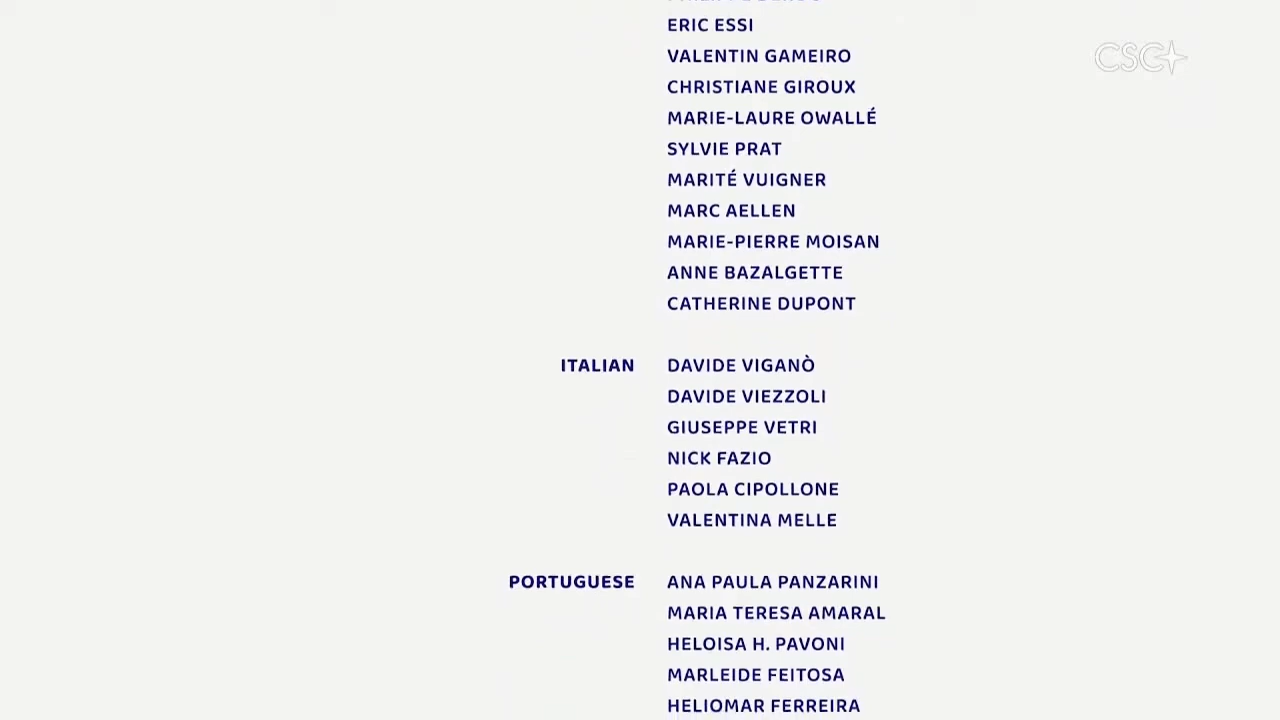 CSC
ERIC ESSI
VALENTIN GAMEIRO
CHRISTIANE GIROUX
MARIE-LAURE OWALLÉ
SYLVIE PRAT
MARITÉ VUIGNER
MARC AELLEN
MARIE-PIERRE MOISAN
ANNE BAZALGETTE
CATHERINE DUPONT
ITALIAN DAVIDE VIGANÒ
DAVIDE VIEZZOLI
GIUSEPPE VETRI
NICK FAZIO
PAOLA CIPOLLONE
VALENTINA MELLE
PORTUGUESE ANA PAULA PANZARINI
MARIA TERESA AMARAL
HELOISA H. PAVONI
MARLEIDE FEITOSA
HELIOMAR FERREIRA